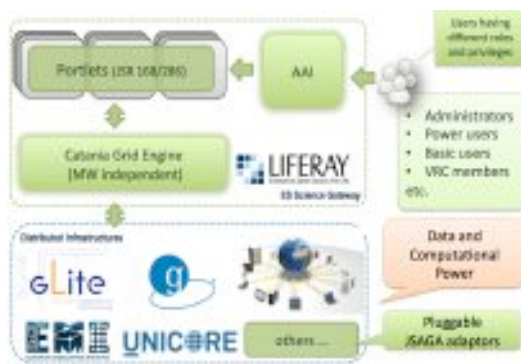 Users having
different roles
and privileges
Portlets (JSR 168/286)
AAI
Administrators
Power users
Basic users
VRC members
etc.
Catania Grid Engine
(MW independent)
LIFERAY
Science Gateway
Distributed Infrastructures
gLite
g
Data and
Computational
Power
EMI
UNICORE
others...
Pluggable
JSAGA adaptors